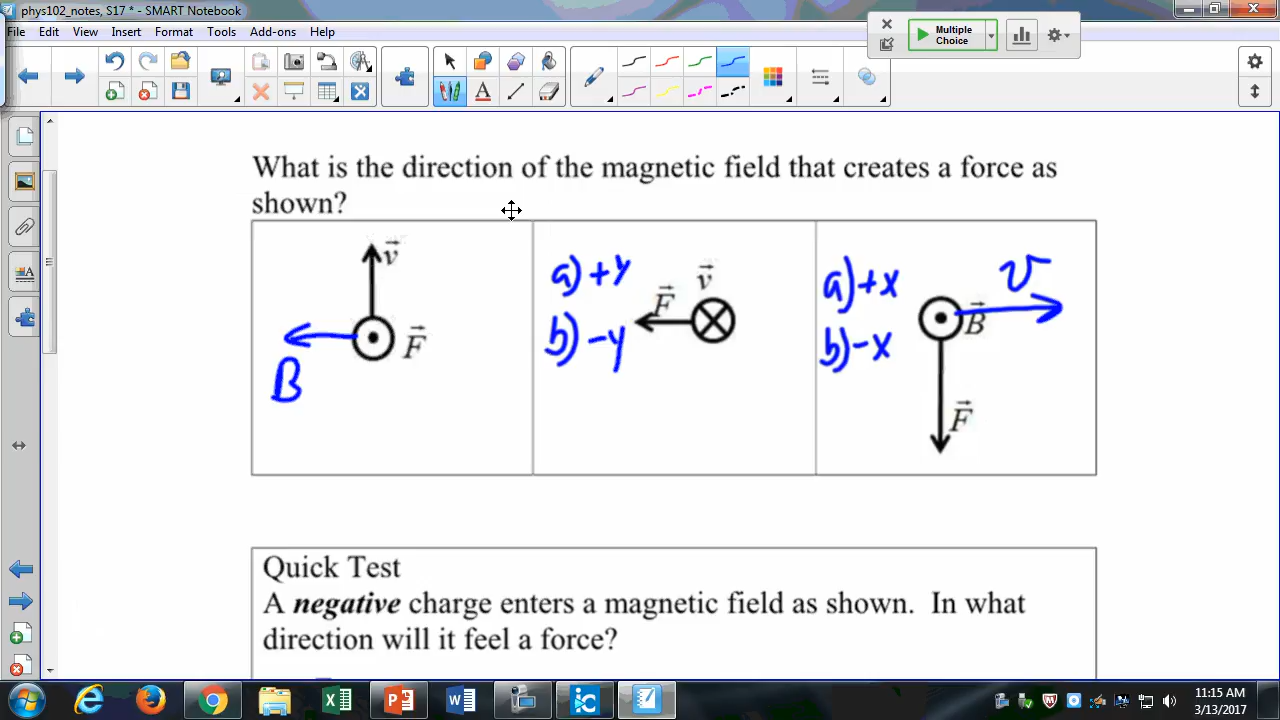 phys102_notes, S17 * - SMART Notebook
File Edit View Insert Format Tools Add-ons Help
Multiple
Choice
What is the direction of the magnetic field that creates a force as
shown?
v
F
B
a) +y
b) -y
v
F
a) +x
b) -x
v
B
F
Quick Test
A negative charge enters a magnetic field as shown. In what
direction will it feel a force?
11:15 AM
3/13/2017